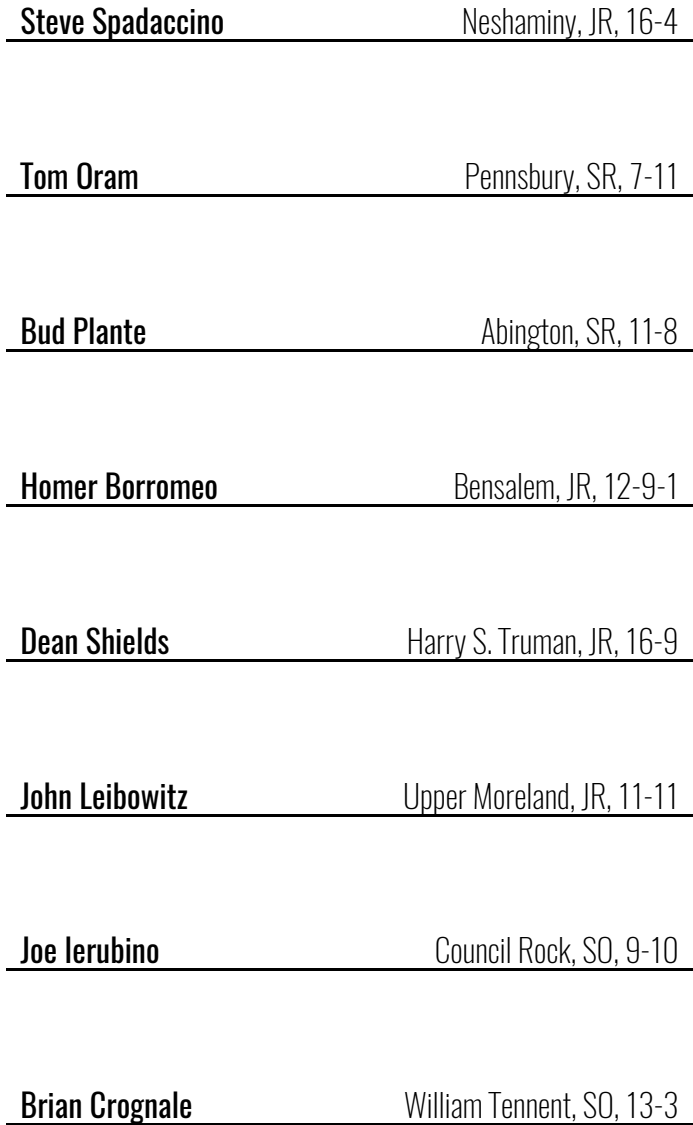 Steve Spadaccino Neshaminy, JR, 16-4
Tom Oram Pennsbury, SR, 7-11
Bud Plante Abington, SR, 11-8
Homer Borromeo Bensalem, JR, 12-9-1
Dean Shields Harry S. Truman, JR, 16-9
John Leibowitz Upper Moreland, JR, 11-11
Joe Ierubino Council Rock, SO, 9-10
Brian Crognale William Tennent, SO, 13-3